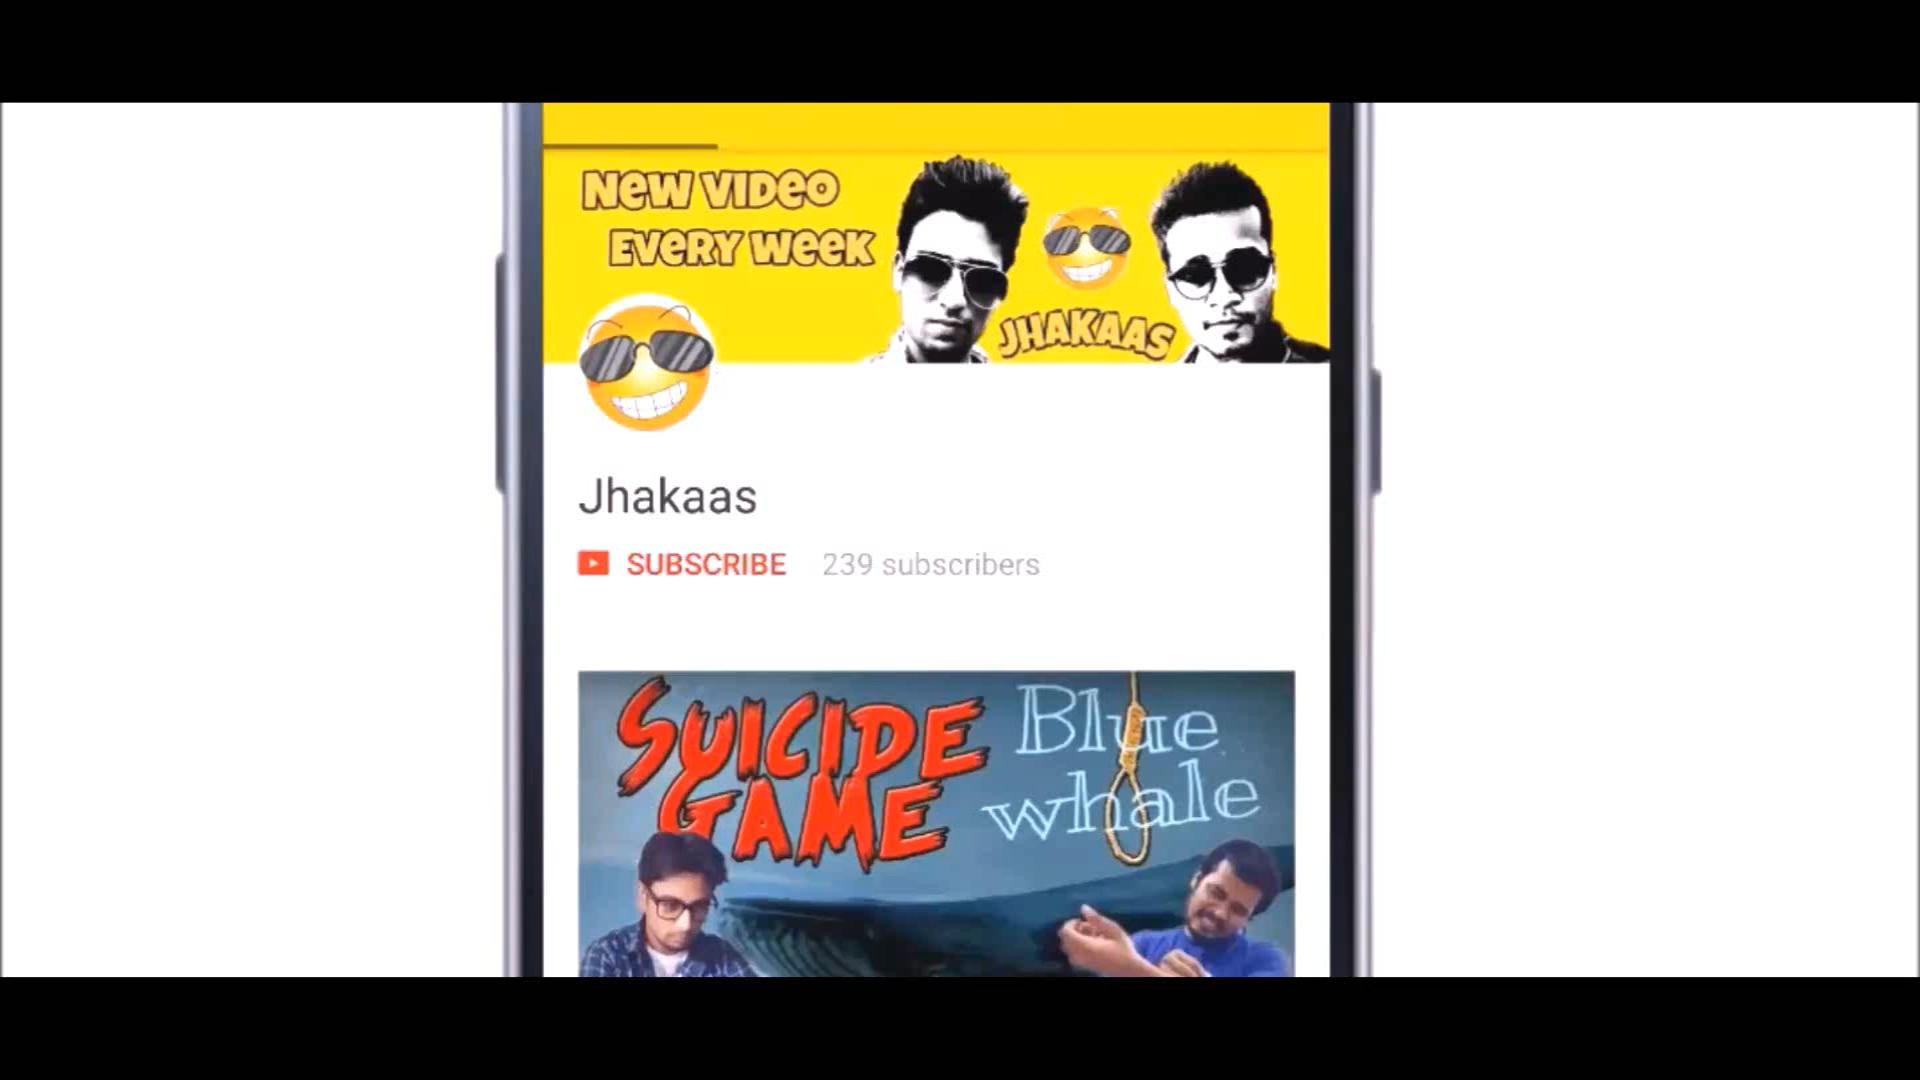 New video
Every week
JHAKAAS
Jhakaas
SUBSCRIBE 239 subscribers
SUICIDE
GAME
Blue
whale